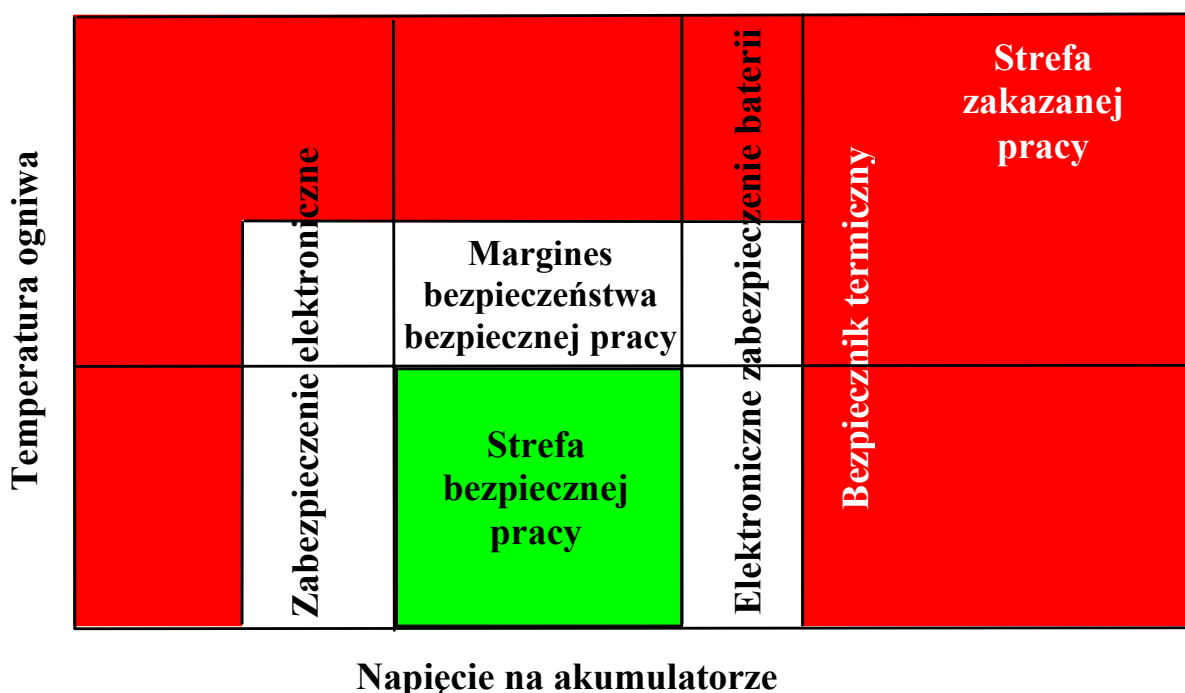 Strefa
zakazanej
pracy
Temperatura ogniwa
Zabezpieczenie elektroniczne
Margines
bezpieczeństwa
bezpiecznej pracy
Strefa
bezpiecznej
pracy
Elektroniczne zabezpieczenie baterii
Bezpiecznik termiczny
Napięcie na akumulatorze